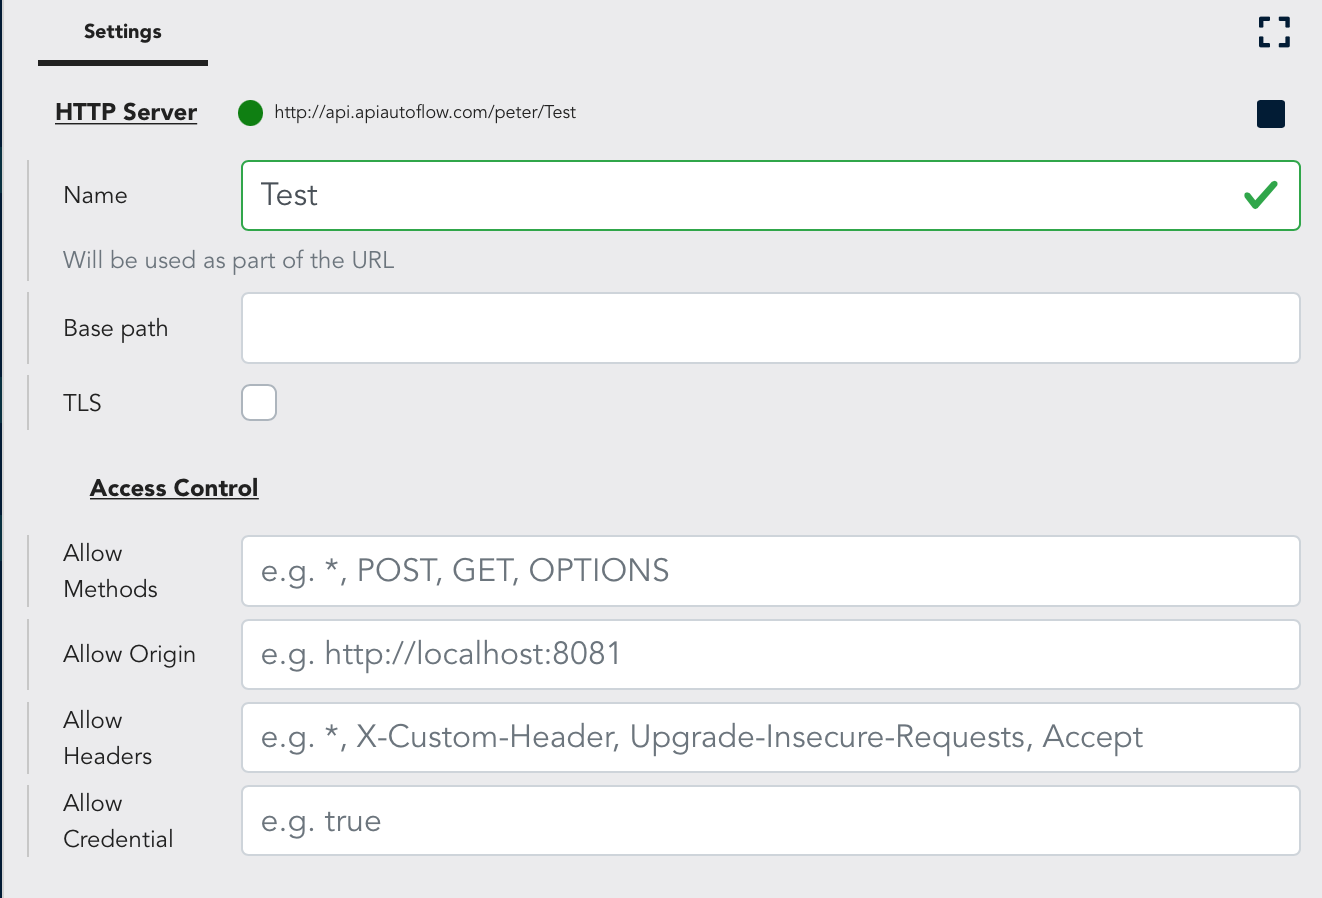 Settings
HTTP Server http://api.apiautoflow.com/peter/Test
Name Test
Will be used as part of the URL
Base path
TLS
Access Control
Allow
Methods
e.g. *, POST, GET, OPTIONS
Allow Origin e.g. http://localhost:8081
Allow
Headers
e.g. *, X-Custom-Header, Upgrade-Insecure-Requests, Accept
Allow
Credential
e.g. true